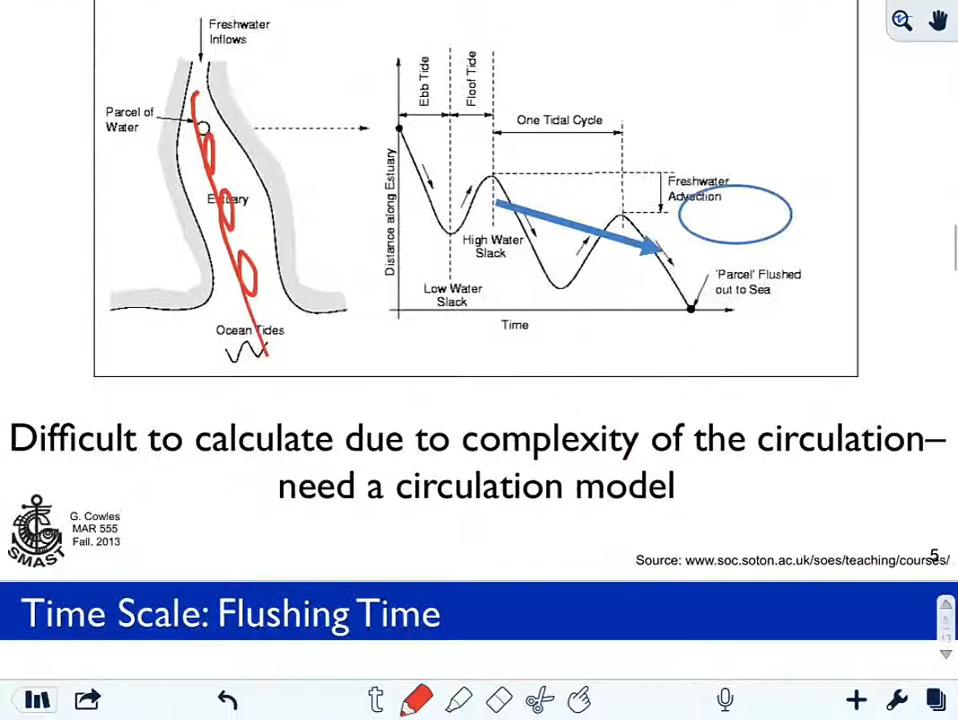 Freshwater
Inflows
Parcel of
Water
Estuary
Ocean Tides
Ebb Tide
Floof Tide
One Tidal Cycle
Distance along Estuary
Freshwater
Advection
High Water
Slack
Low Water
Slack
'Parcel' Flushed
out to Sea
Time
Difficult to calculate due to complexity of the circulation–
need a circulation model
SMAST
G. Cowles
MAR 555
Fall. 2013
5
Source: www.soc.soton.ac.uk/soes/teaching/courses/
Time Scale: Flushing Time
t